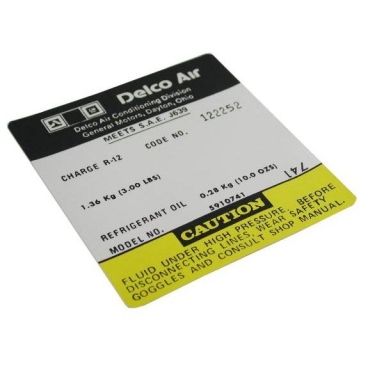 Delco Air
Delco Air Conditioning Division
General Motors, Dayton, Ohio
MEETS S.A.E. J639
CODE NO. 122252
CHARGE R-12
1.36 Kg (3.00 LBS)
741
REFRIGERANT OIL 0.28 Kg (10.0 OZS)
MODEL NO. 5910761
CAUTION
FLUID UNDER HIGH PRESSURE, BEFORE
DISCONNECTING LINES, WEAR SAFETY
GOGGLES AND CONSULT SHOP MANUAL.